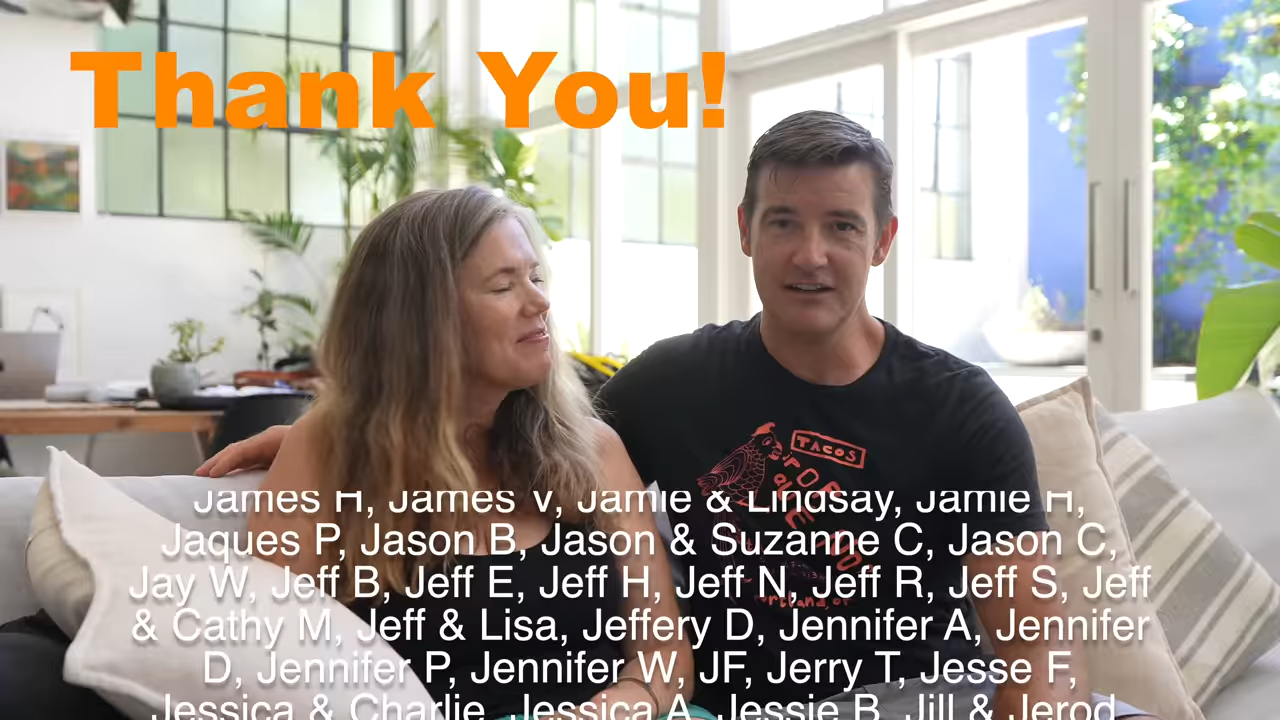 Thank You!
TACOS
James H, James V, Jamie & Lindsay, Jamie H,
Jaques P, Jason B, Jason & Suzanne C, Jason C,
Jay W, Jeff B, Jeff E, Jeff H, Jeff N, Jeff R, Jeff S, Jeff
& Cathy M, Jeff & Lisa, Jeffery D, Jennifer A, Jennifer
D, Jennifer P, Jennifer W, JF, Jerry T, Jesse F,
Jessica & Charlie, Jessica A, Jessie B, Jill & Jerod